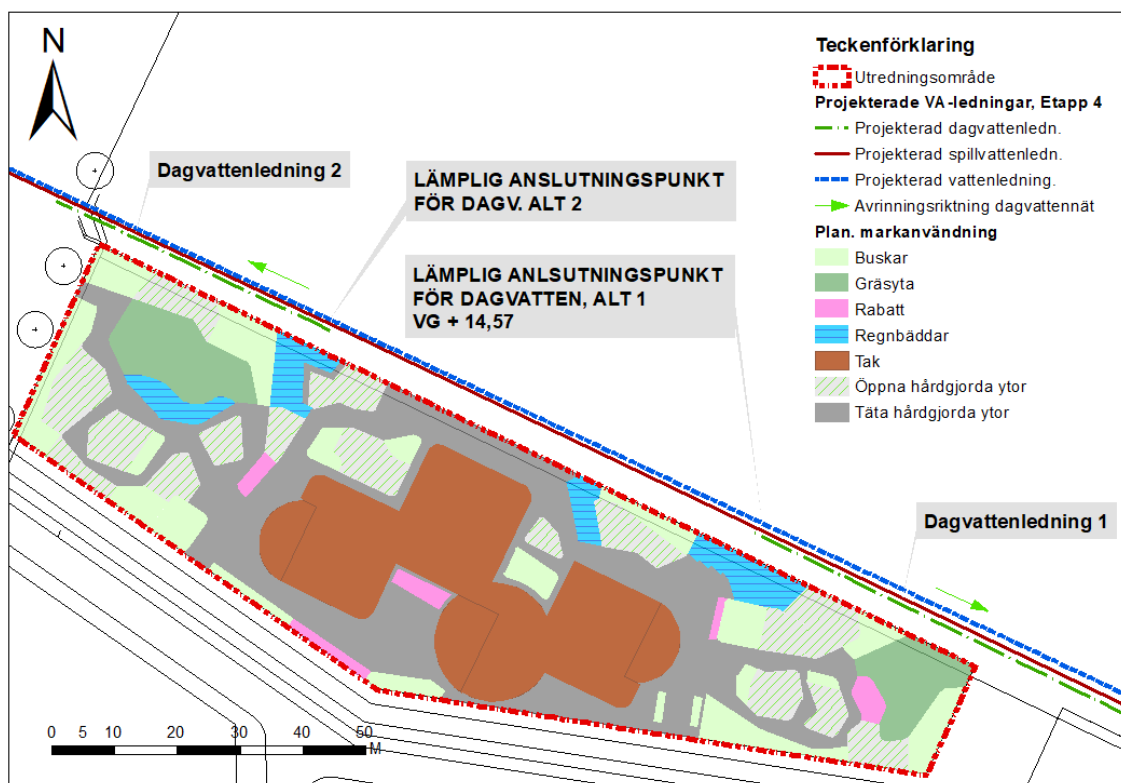 N
Dagvattenledning 2
LÄMPLIG ANSLUTNINGSPUNKT
FÖR DAGV. ALT 2
LÄMPLIG ANLSUTNINGSPUNKT
FÖR DAGVATTEN, ALT 1
VG + 14,57
Dagvattenledning 1
Teckenförklaring
Utredningsområde
Projekterade VA-ledningar, Etapp 4
Projekterad dagvattenledn.
Projekterad spillvattenledn.
Projekterad vattenledning.
Avrinningsriktning dagvattennät
Plan. markanvändning
Buskar
Gräsyta
Rabatt
Regnbäddar
Tak
Öppna hårdgjorda ytor
Täta hårdgjorda ytor
0 5 10 20 30 40 50
M